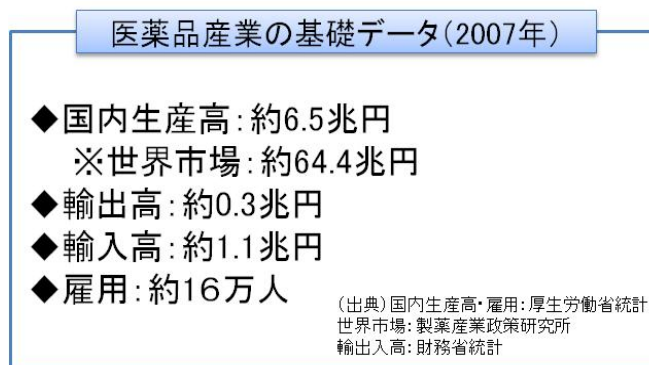 医薬品産業の基礎データ(2007年)
◆国内生産高:約6.5兆円
※世界市場:約64.4兆円
◆輸出高:約0.3兆円
◆輸入高:約1.1兆円
◆雇用:約16万人
(出典)国内生産高・雇用:厚生労働省統計
世界市場:製薬産業政策研究所
輸出入高:財務省統計